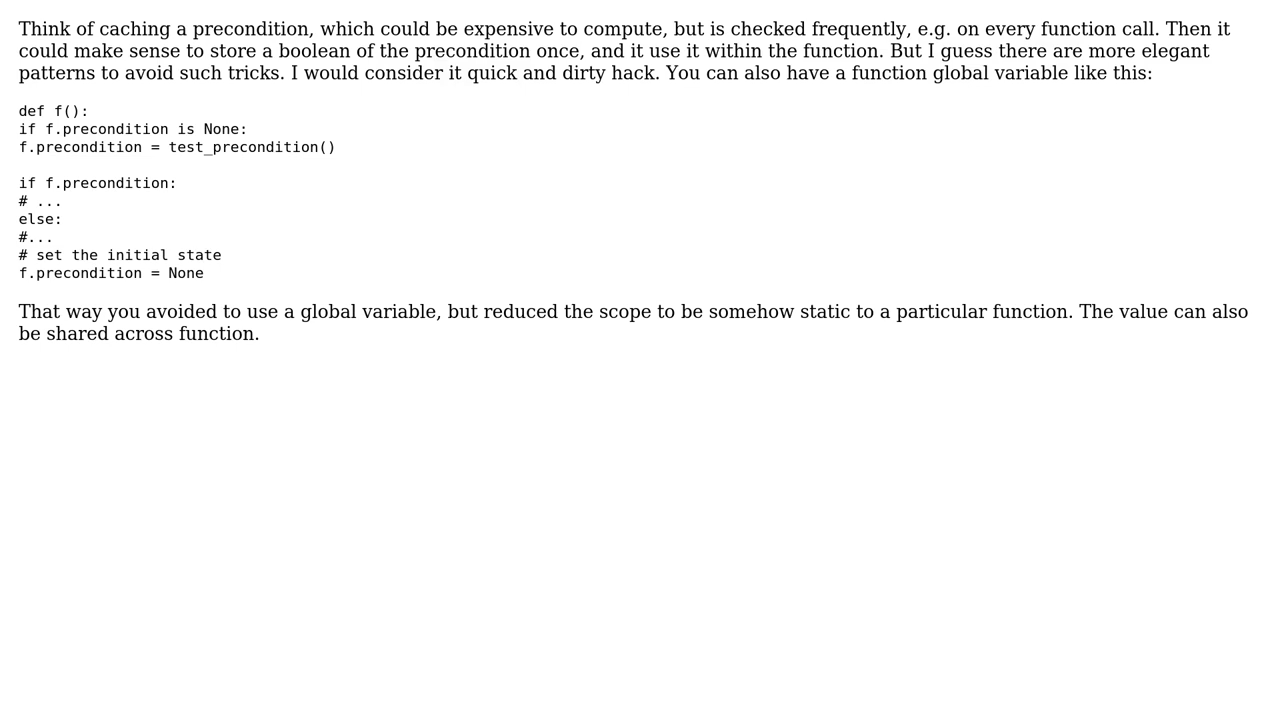 Think of caching a precondition, which could be expensive to compute, but is checked frequently, e.g. on every function call. Then it
could make sense to store a boolean of the precondition once, and it use it within the function. But I guess there are more elegant
patterns to avoid such tricks. I would consider it quick and dirty hack. You can also have a function global variable like this:
def f():
if f.precondition is None:
f.precondition = test_precondition()
if f.precondition:
# ...
else:
#...
# set the initial state
f.precondition = None
That way you avoided to use a global variable, but reduced the scope to be somehow static to a particular function. The value can also
be shared across function.